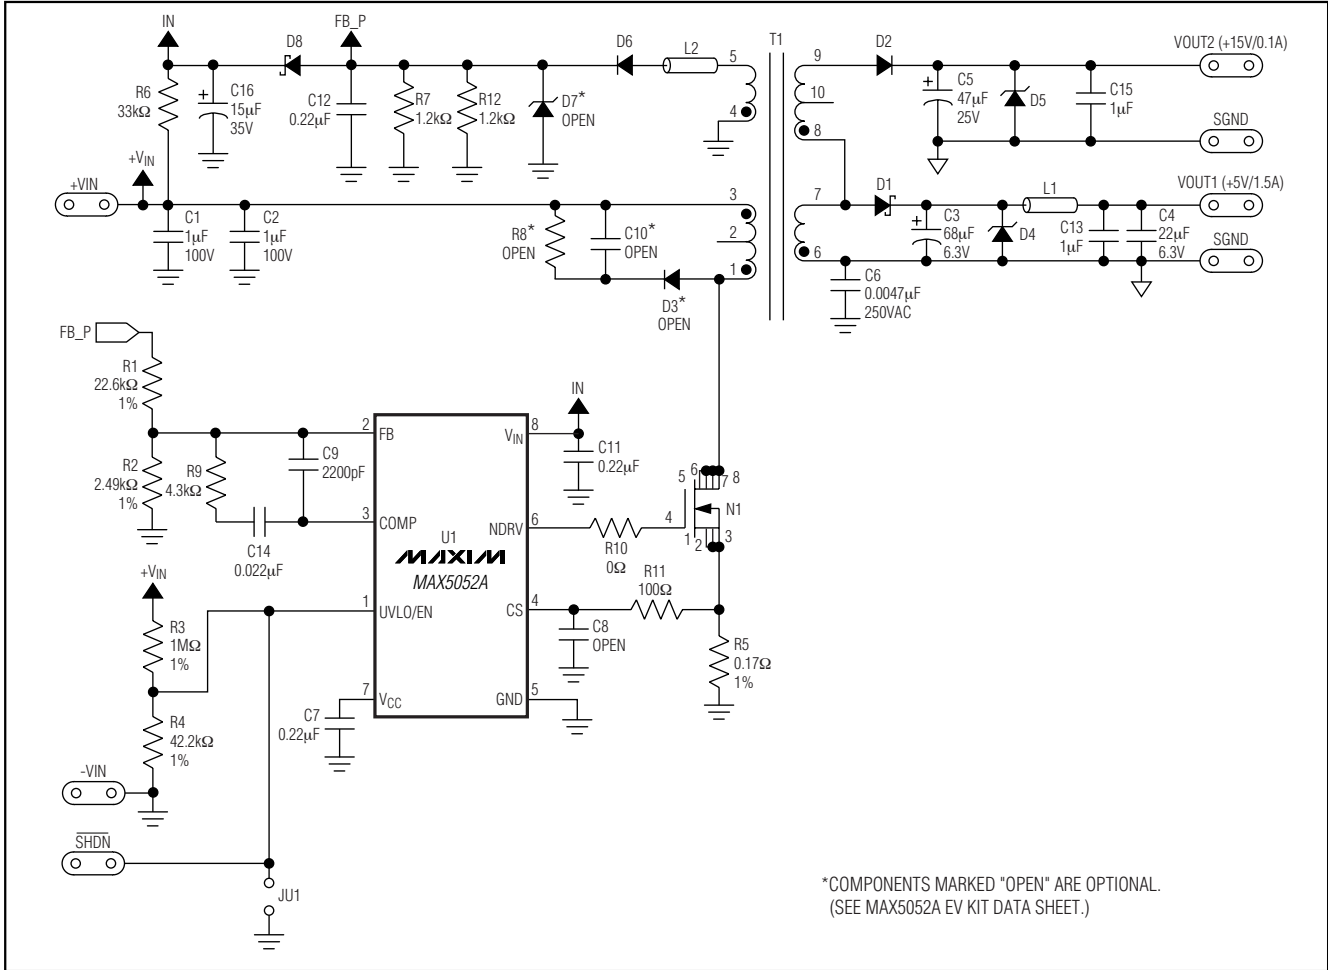 IN
FB_P
D8
D6
L2
5
T1
9
D2
VOUT2 (+15V/0.1A)
R6
33kΩ
+
C16
15µF
35V
C12
0.22µF
R7
1.2kΩ
R12
1.2kΩ
D7*
OPEN
4
10
8
+
C5
47µF
25V
D5
C15
1µF
SGND
+VIN
+VIN
C1
1µF
100V
C2
1µF
100V
R8*
OPEN
C10*
OPEN
D3*
OPEN
3
2
1
7
6
D1
+
C3
68µF
6.3V
D4
L1
C13
1µF
C4
22µF
6.3V
VOUT1 (+5V/1.5A)
SGND
C6
0.0047µF
250VAC
FB_P
R1
22.6kΩ
1%
R2
2.49kΩ
1%
R9
4.3kΩ
C9
2200pF
C14
0.022µF
2
FB
3
COMP
U1
MAXIM
MAX5052A
VIN
8
IN
C11
0.22µF
NDRV
6
R10
0Ω
4
5
6
7
8
N1
1
2
3
+VIN
R3
1MΩ
1%
R4
42.2kΩ
1%
1
UVLO/EN
CS
4
C8
OPEN
R11
100Ω
R5
0.17Ω
1%
7
VCC
C7
0.22µF
GND
5
-VIN
SHDN
JU1
*COMPONENTS MARKED "OPEN" ARE OPTIONAL.
(SEE MAX5052A EV KIT DATA SHEET.)